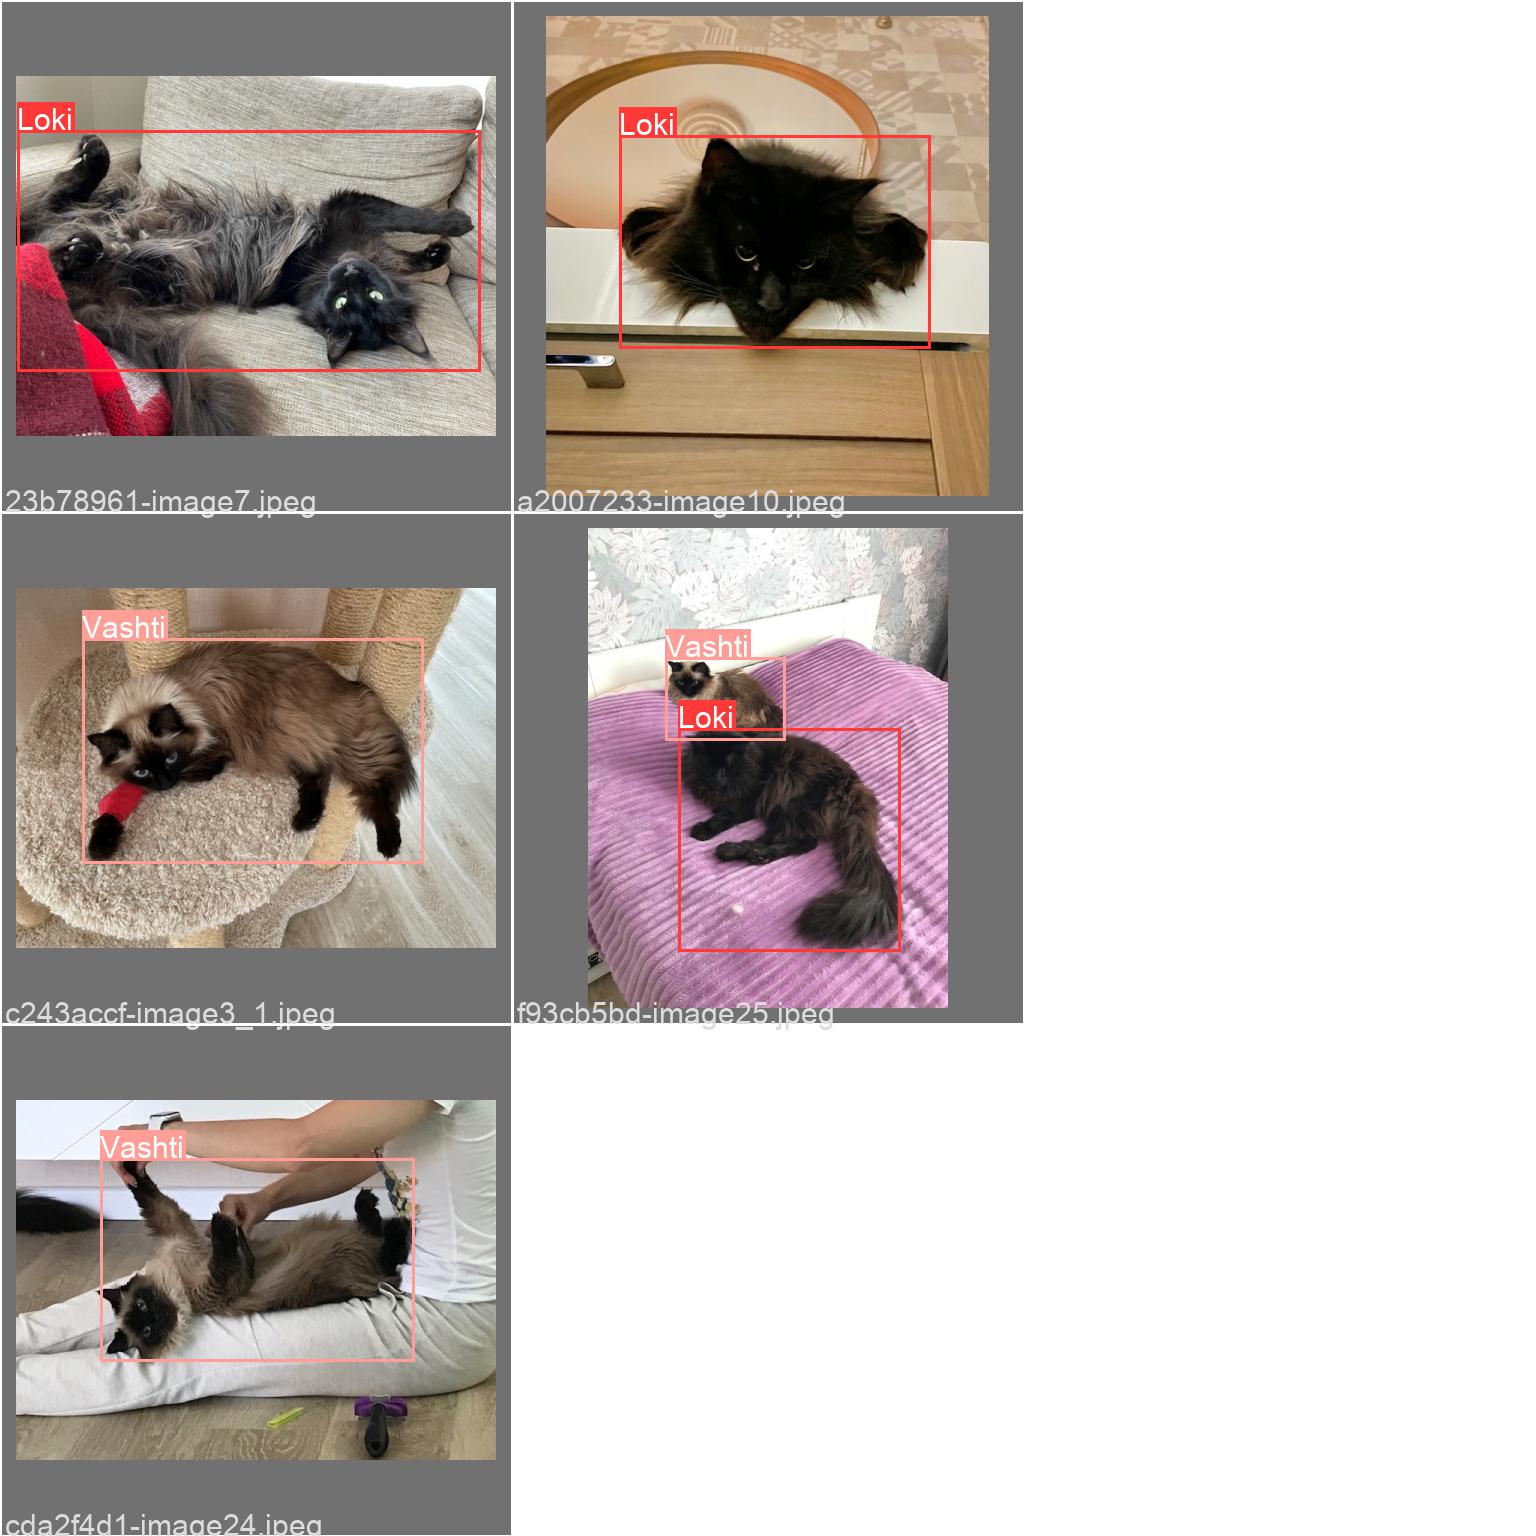 Loki
23b78961-image7.jpeg
Loki
a2007233-image10.jpeg
Vashti
c243accf-image3_1.jpeg
Vashti
Loki
f93cb5bd-image25.jpeg
Vashti
cda2f4d1-image24.jpeg